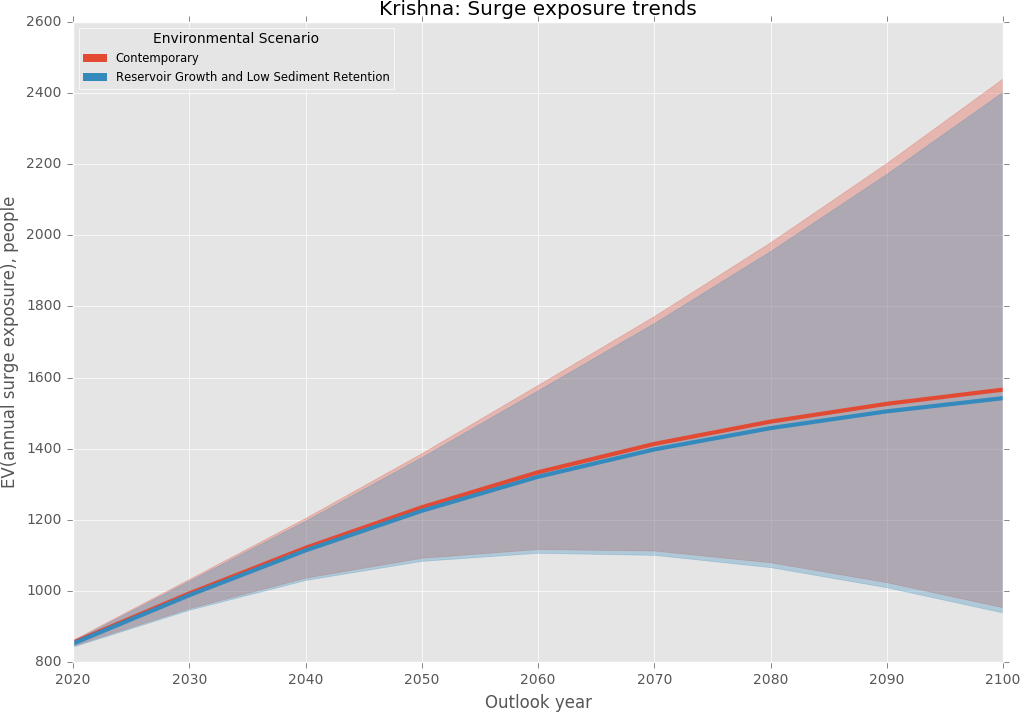 Krishna: Surge exposure trends
2600
2400
2200
2000
1800
1600
1400
1200
1000
800
EV(annual surge exposure), people
Environmental Scenario
Contemporary
Reservoir Growth and Low Sediment Retention
2020 2030 2040 2050 2060 2070 2080 2090 2100
Outlook year